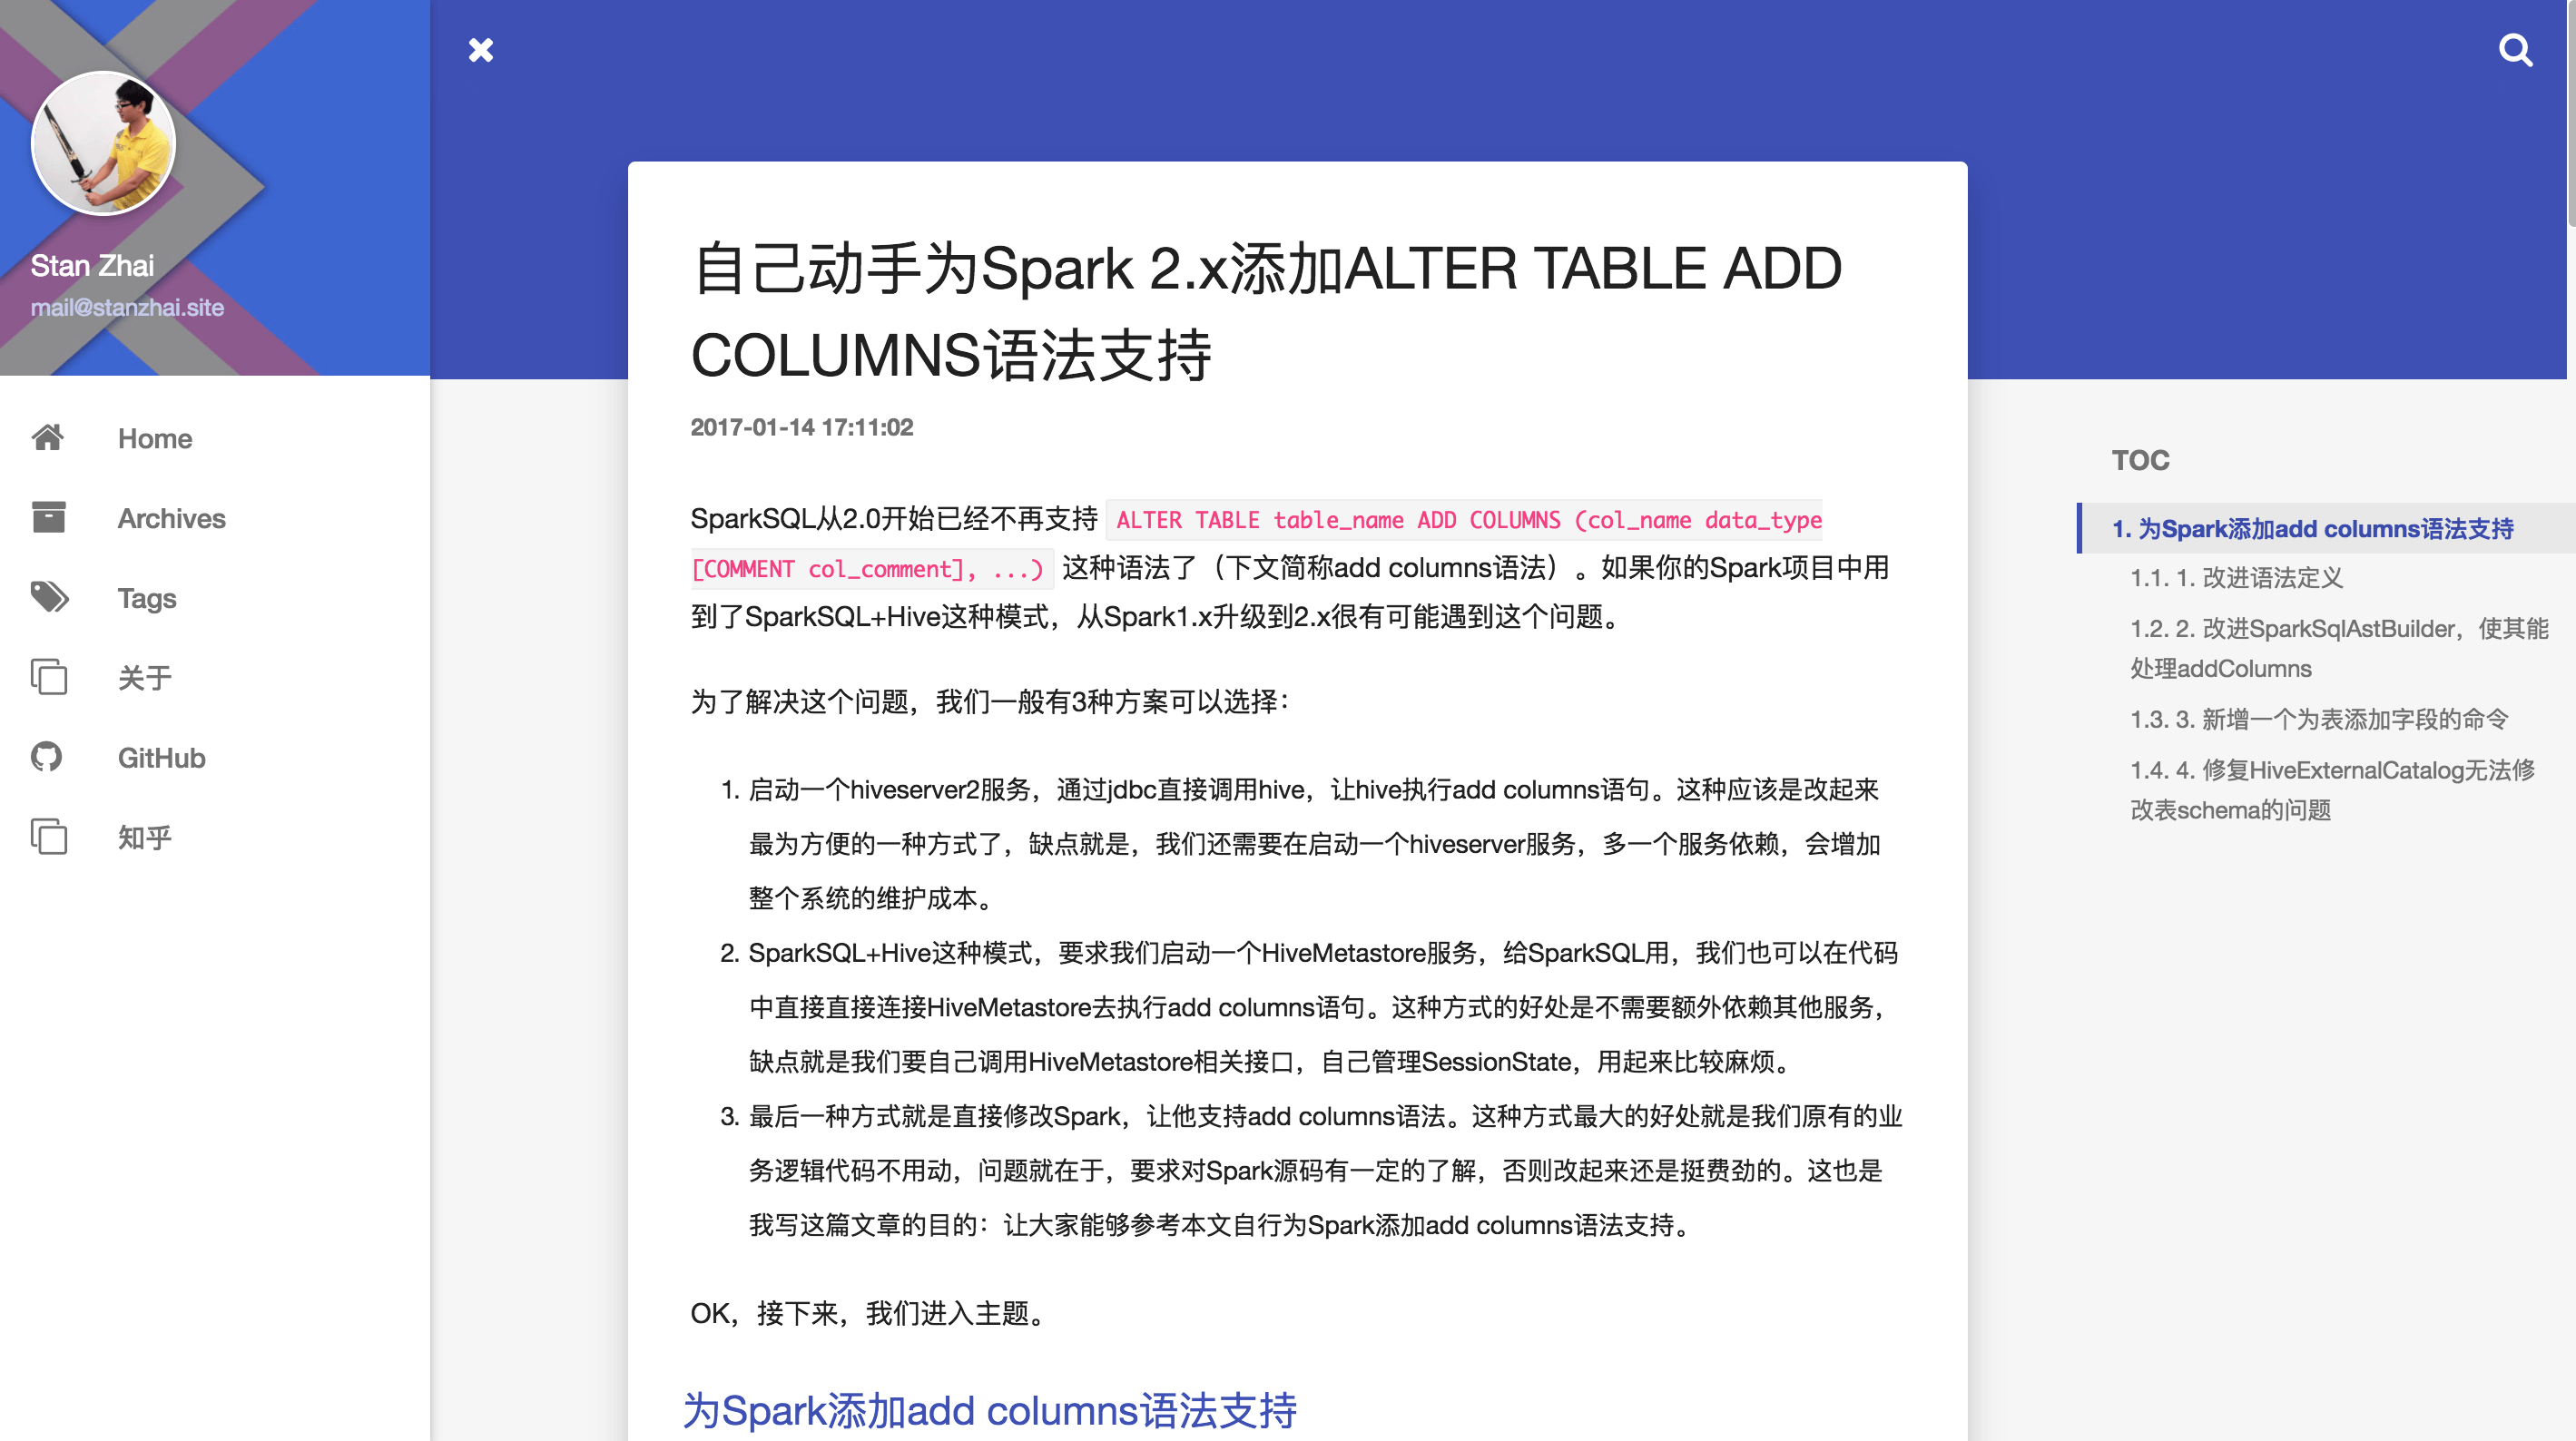 Stan Zhai
mail@stanzhai.site
Home
Archives
Tags
关于
GitHub
知乎
自己动手为Spark 2.x添加ALTER TABLE ADD
COLUMNS语法支持
2017-01-14 17:11:02
SparkSQL从2.0开始已经不再支持 ALTER TABLE table_name ADD COLUMNS (col_name data_type
[COMMENT col_comment], ...) 这种语法了（下文简称add columns语法）。如果你的Spark项目中用
到了SparkSQL+Hive这种模式，从Spark1.x升级到2.x很有可能遇到这个问题。
为了解决这个问题，我们一般有3种方案可以选择：
1. 启动一个hiveserver2服务，通过jdbc直接调用hive，让hive执行add columns语句。这种应该是改起来
最为方便的一种方式了，缺点就是，我们还需要在启动一个hiveserver服务，多一个服务依赖，会增加
整个系统的维护成本。
2. SparkSQL+Hive这种模式，要求我们启动一个HiveMetastore服务，给SparkSQL用，我们也可以在代码
中直接直接连接HiveMetastore去执行add columns语句。这种方式的好处是不需要额外依赖其他服务，
缺点就是我们要自己调用HiveMetastore相关接口，自己管理SessionState，用起来比较麻烦。
3. 最后一种方式就是直接修改Spark，让他支持add columns语法。这种方式最大的好处就是我们原有的业
务逻辑代码不用动，问题就在于，要求对Spark源码有一定的了解，否则改起来还是挺费劲的。这也是
我写这篇文章的目的：让大家能够参考本文自行为Spark添加add columns语法支持。
OK，接下来，我们进入主题。
为Spark添加add columns语法支持
TOC
1. 为Spark添加add columns语法支持
1.1. 1. 改进语法定义
1.2. 2. 改进SparkSqlAstBuilder，使其能
处理addColumns
1.3. 3. 新增一个为表添加字段的命令
1.4. 4. 修复HiveExternalCatalog无法修
改表schema的问题